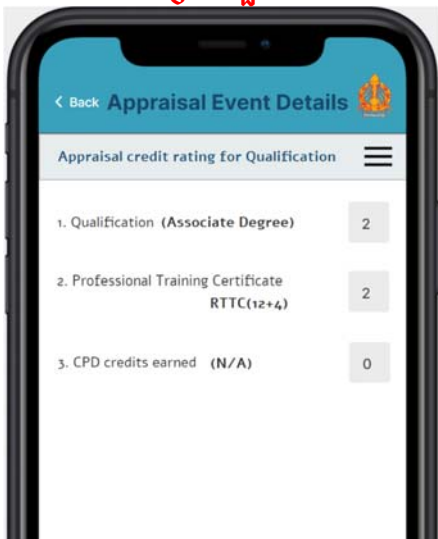 < Back Appraisal Event Details
Appraisal credit rating for Qualification
1. Qualification (Associate Degree) 2
2. Professional Training Certificate
RTTC(12+4) 2
3. CPD credits earned (N/A) 0